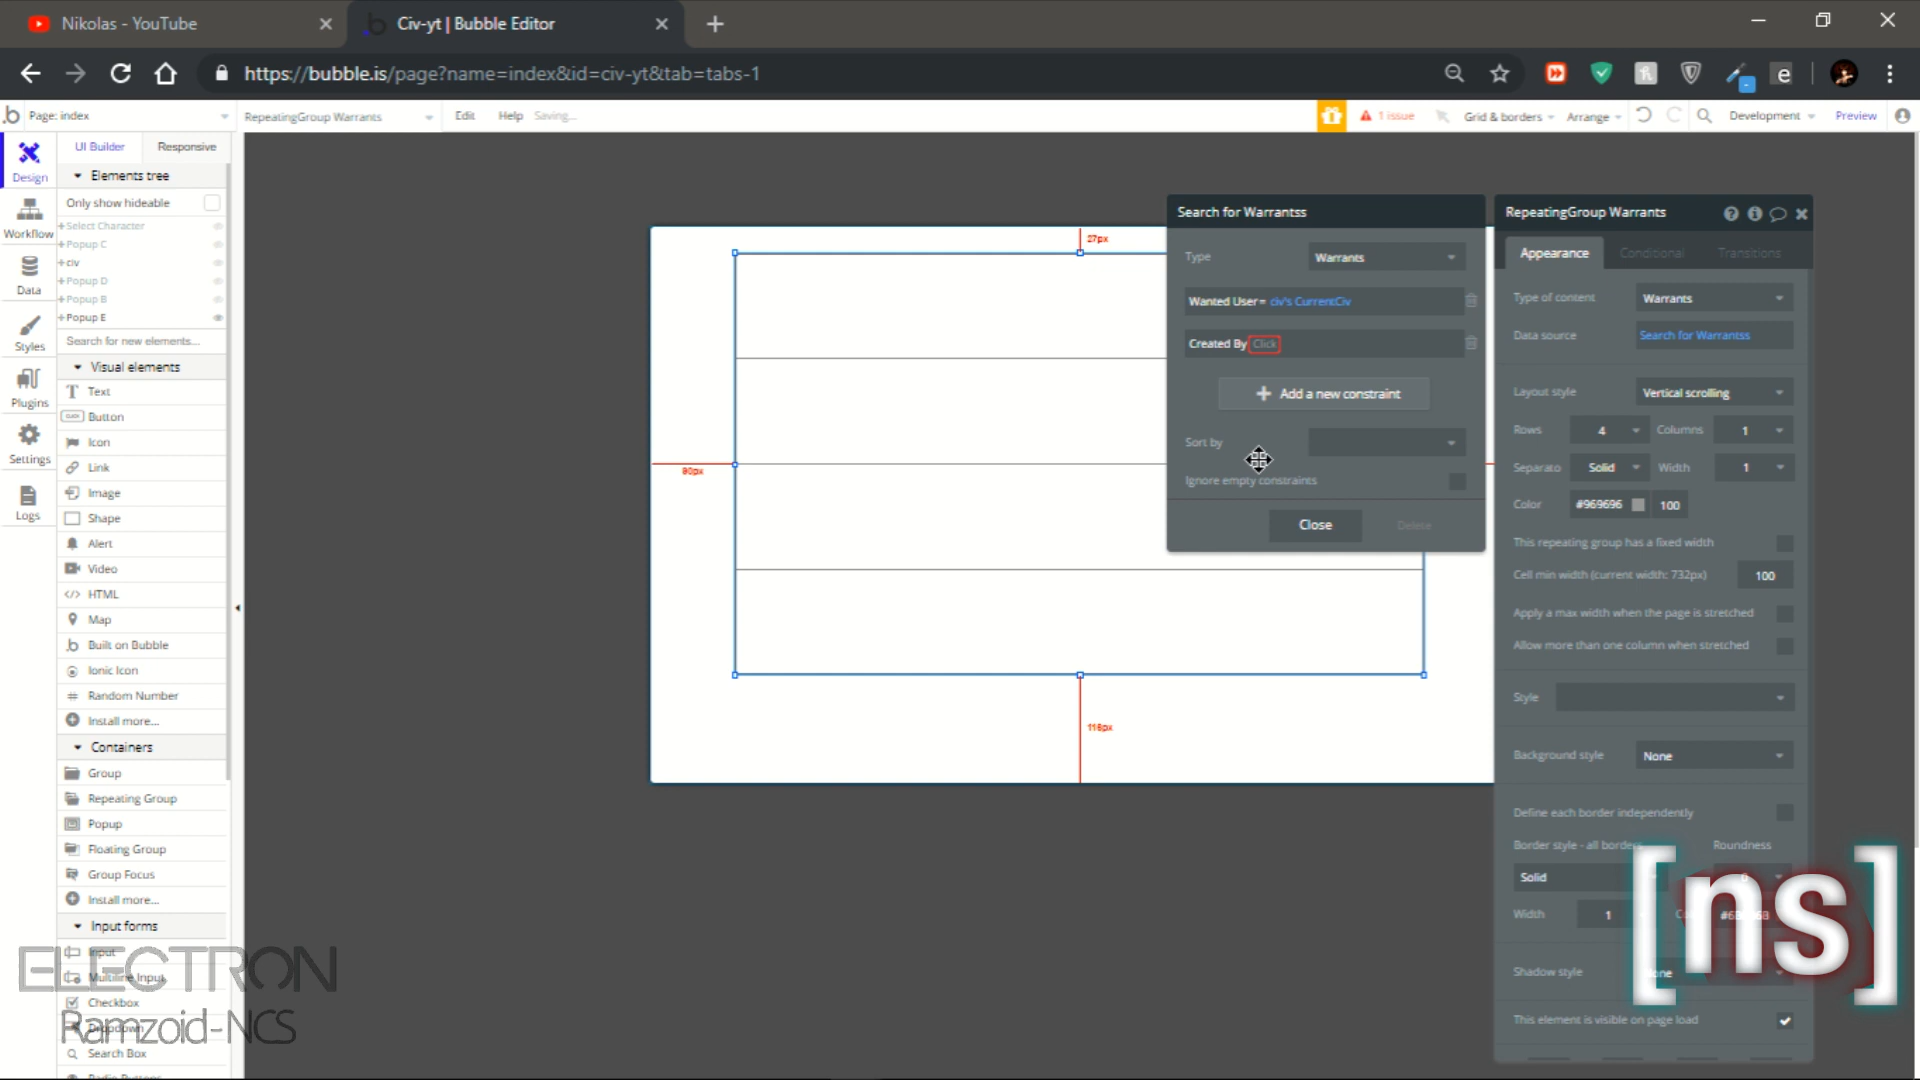 Nikolas - YouTube
Civ-yt | Bubble Editor
https://bubble.is/page?name=index&id=civ-yt&tab=tabs-1
Page: index
RepeatingGroup Warrants
Edit
Help
Saving...
1 issue
Grid & borders
Arrange
Development
Preview
UI Builder
Responsive
Design
Workflow
Data
Styles
Plugins
Settings
Logs
Elements tree
Only show hideable
Select Character
Popup C
civ
Popup D
Popup B
Popup E
Search for new elements...
Visual elements
Text
Button
Icon
Link
Image
Shape
Alert
Video
HTML
Map
Built on Bubble
Ionic Icon
Random Number
Install more...
Containers
Group
Repeating Group
Popup
Floating Group
Group Focus
Install more...
Input forms
Input
Multiline Input
Checkbox
Dropdown
Search Box
27px
80px
116px
Search for Warrantss
Type
Warrants
Wanted User = civ's CurrentCiv
Created By Click
Add a new constraint
Sort by
Ignore empty constraints
Close
Delete
RepeatingGroup Warrants
Appearance
Conditional
Transitions
Type of content
Warrants
Data source
Search for Warrantss
Layout style
Vertical scrolling
Rows
4
Columns
1
Separato
Solid
Width
1
Color
#969696
100
This repeating group has a fixed width
Cell min width (current width: 732px)
100
Apply a max width when the page is stretched
Allow more than one column when stretched
Style
Background style
None
Define each border independently
Border style - all borders
Roundness
Solid
Width
1
Shadow style
This element is visible on page load
[ns]
ELECTRON
Ramzoid-NCS